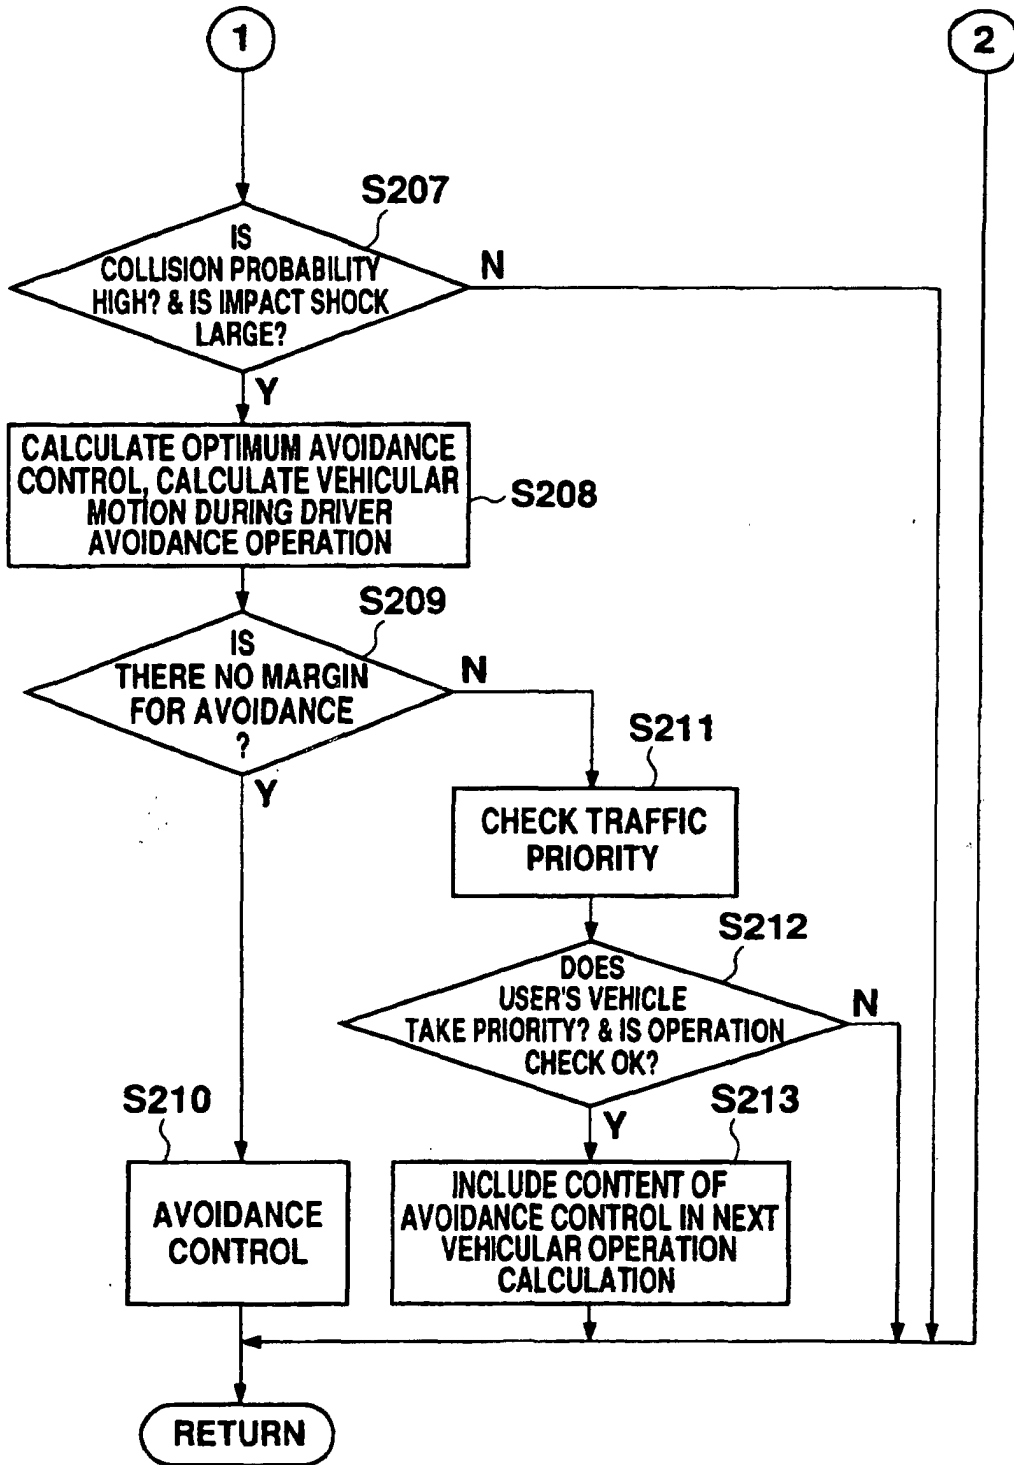 1
2
S207
IS
COLLISION PROBABILITY
HIGH? & IS IMPACT SHOCK
LARGE?
N
Y
CALCULATE OPTIMUM AVOIDANCE
CONTROL, CALCULATE VEHICULAR
MOTION DURING DRIVER
AVOIDANCE OPERATION
S208
S209
IS
THERE NO MARGIN
FOR AVOIDANCE
?
N
Y
S211
CHECK TRAFFIC
PRIORITY
S212
DOES
USER'S VEHICLE
TAKE PRIORITY? & IS OPERATION
CHECK OK?
N
Y
S210
AVOIDANCE
CONTROL
S213
INCLUDE CONTENT OF
AVOIDANCE CONTROL IN NEXT
VEHICULAR OPERATION
CALCULATION
RETURN